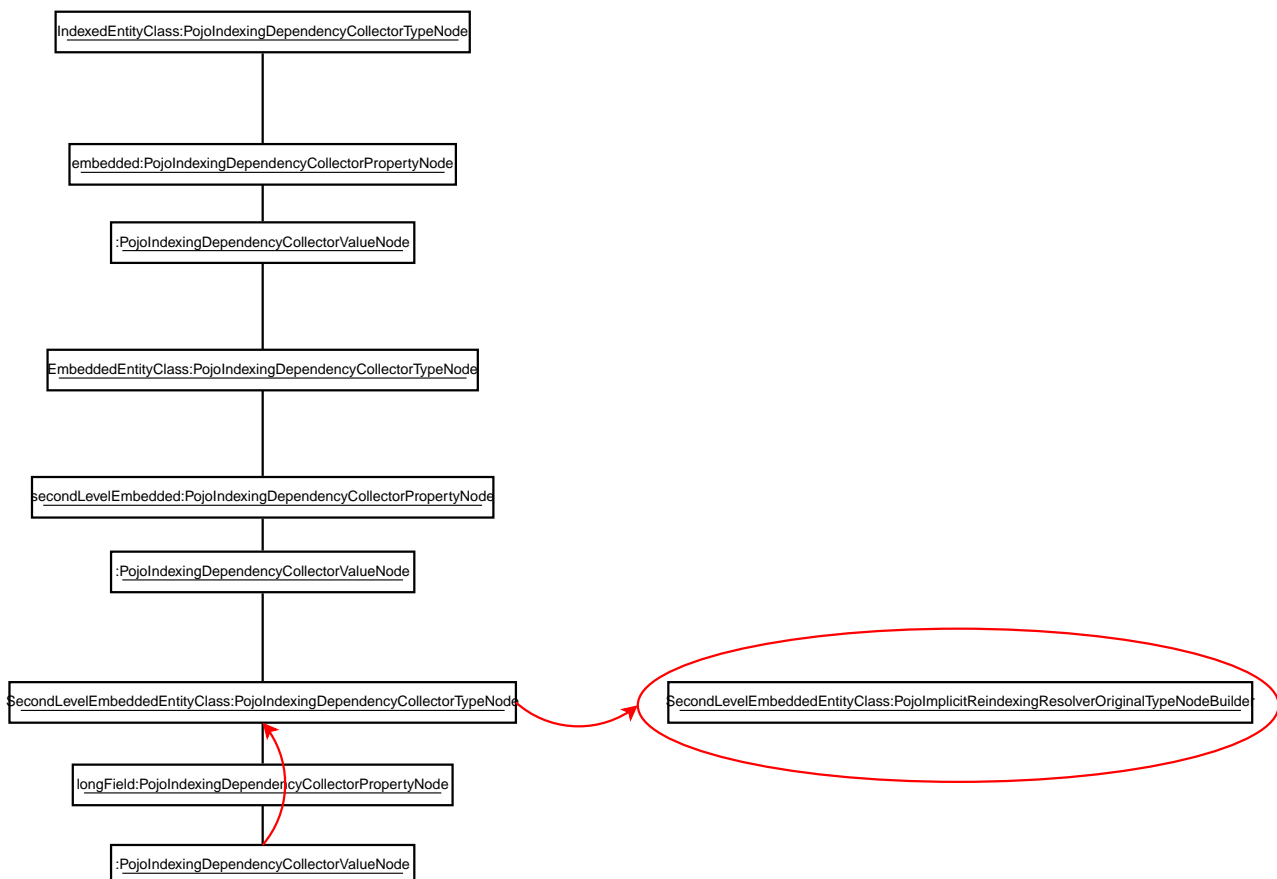 IndexedEntityClass:PojoIndexingDependencyCollectorTypeNode
embedded:PojoIndexingDependencyCollectorPropertyNode
:PojoIndexingDependencyCollectorValueNode
EmbeddedEntityClass:PojoIndexingDependencyCollectorTypeNode
secondLevelEmbedded:PojoIndexingDependencyCollectorPropertyNode
:PojoIndexingDependencyCollectorValueNode
SecondLevelEmbeddedEntityClass:PojoIndexingDependencyCollectorTypeNode
SecondLevelEmbeddedEntityClass:PojoImplicitReindexingResolverOriginalTypeNodeBuilder
longField:PojoIndexingDependencyCollectorPropertyNode
:PojoIndexingDependencyCollectorValueNode